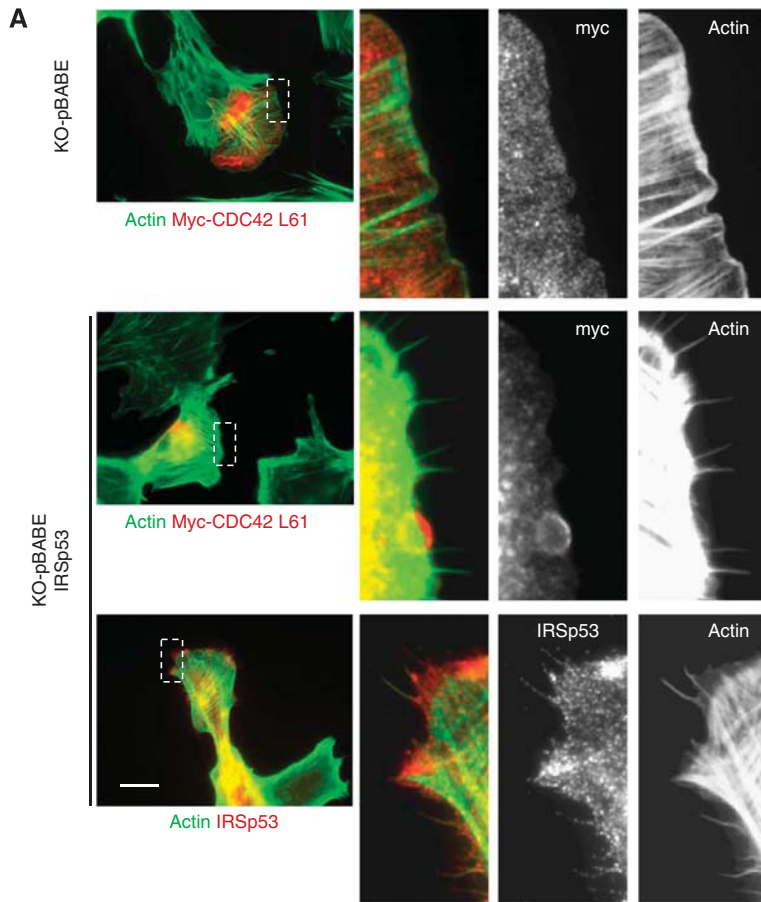 A
KO-pBABE
myc
Actin
Actin Myc-CDC42 L61
KO-pBABE
IRSp53
myc
Actin
Actin Myc-CDC42 L61
IRSp53
Actin
Actin IRSp53